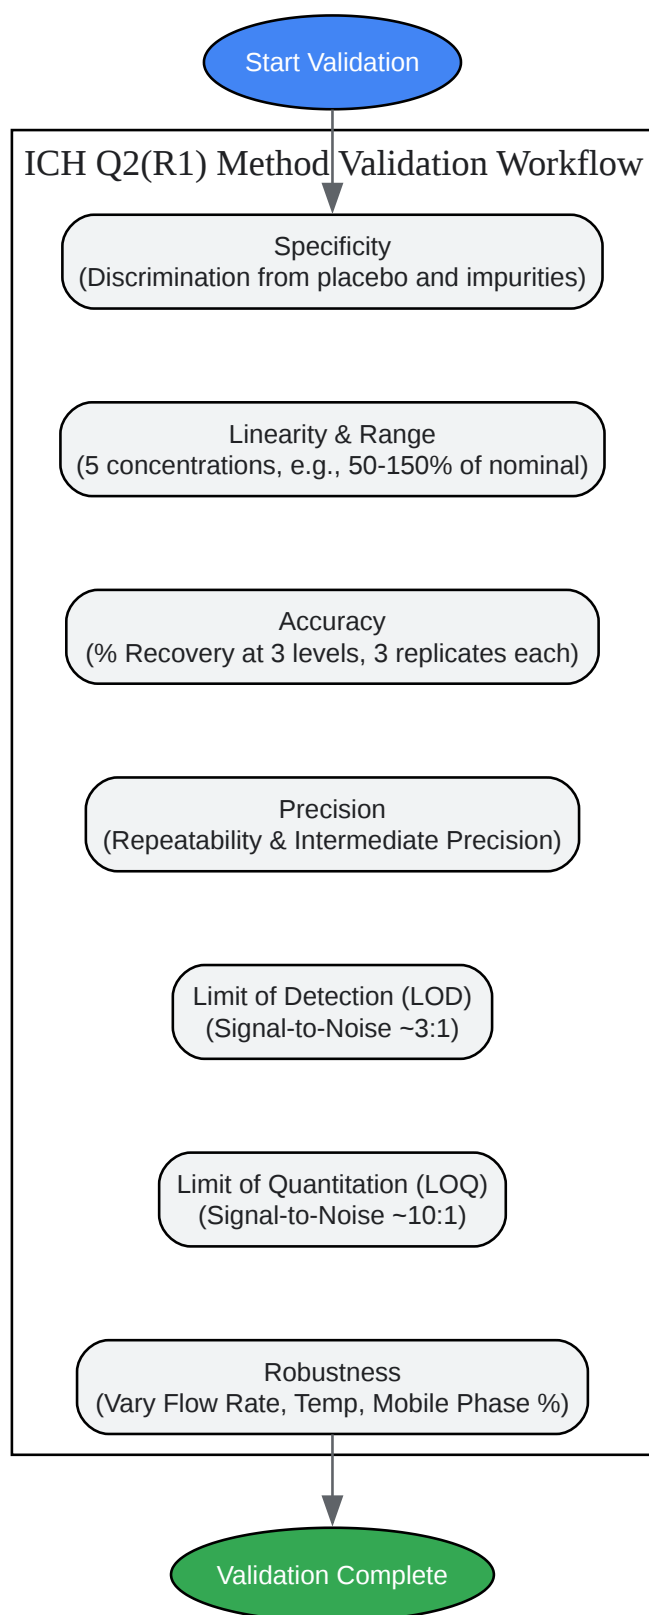 Start Validation
ICH Q2(R1) Method Validation Workflow
Specificity
(Discrimination from placebo and impurities)
Linearity & Range
(5 concentrations, e.g., 50-150% of nominal)
Accuracy
(% Recovery at 3 levels, 3 replicates each)
Precision
(Repeatability & Intermediate Precision)
Limit of Detection (LOD)
(Signal-to-Noise ~3:1)
Limit of Quantitation (LOQ)
(Signal-to-Noise ~10:1)
Robustness
(Vary Flow Rate, Temp, Mobile Phase %)
Validation Complete